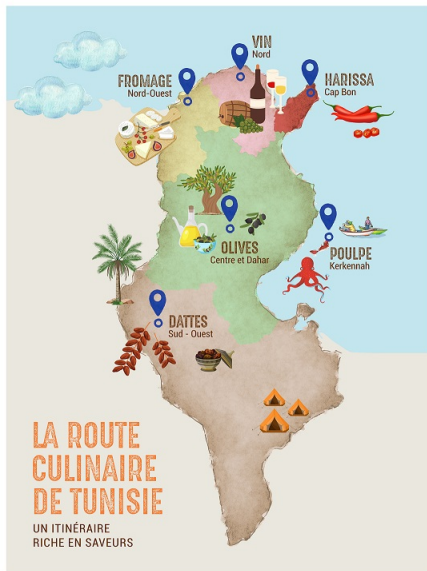 VIN
Nord
FROMAGE
Nord-Ouest
HARISSA
Cap Bon
OLIVES
Centre et Dahar
POULPE
Kerkennah
DATTES
Sud - Ouest
LA ROUTE
CULINAIRE
DE TUNISIE
UN ITINÉRAIRE
RICHE EN SAVEURS